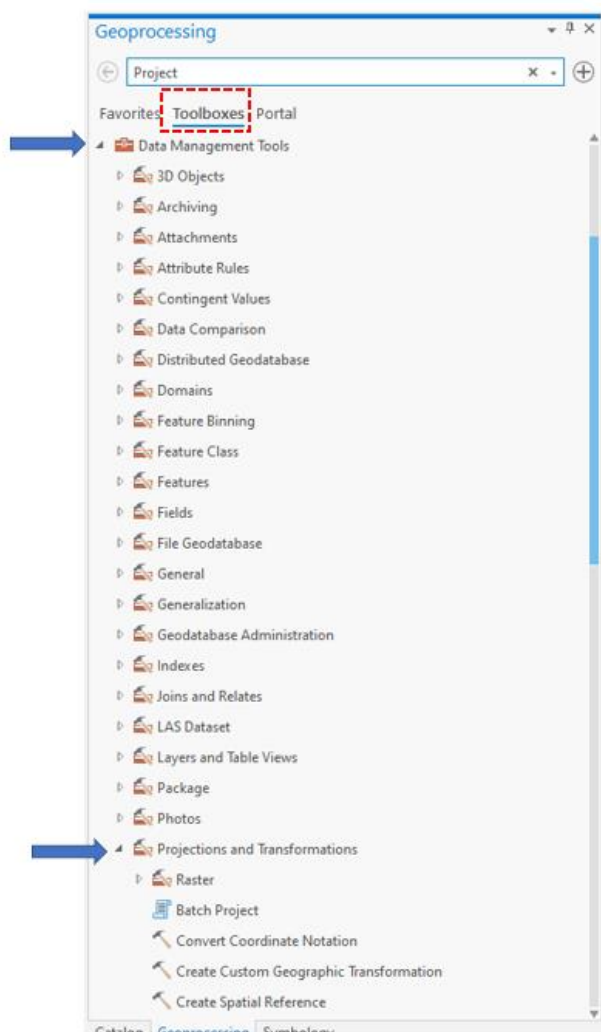 Geoprocessing
Project
Favorites Toolboxes Portal
Data Management Tools
3D Objects
Archiving
Attachments
Attribute Rules
Contingent Values
Data Comparison
Distributed Geodatabase
Domains
Feature Binning
Feature Class
Features
Fields
File Geodatabase
General
Generalization
Geodatabase Administration
Indexes
Joins and Relates
LAS Dataset
Layers and Table Views
Package
Photos
Projections and Transformations
Raster
Batch Project
Convert Coordinate Notation
Create Custom Geographic Transformation
Create Spatial Reference
Catalog Geoprocessing Symbology